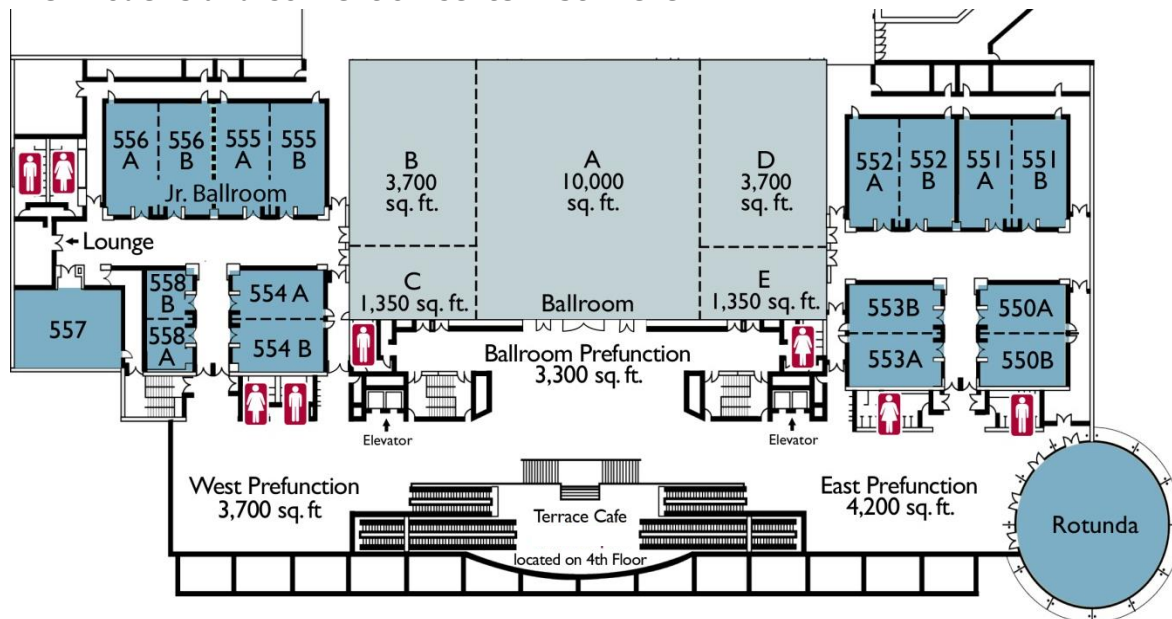 556
A
556
B
555
A
555
B
Jr. Ballroom
B
3,700
sq. ft.
A
10,000
sq. ft.
D
3,700
sq. ft.
552
A
552
B
551
A
551
B
Lounge
C
1,350 sq. ft.
Ballroom
E
1,350 sq. ft.
557
558
B
558
A
554 A
554 B
553B
553A
550A
550B
Ballroom Prefunction
3,300 sq. ft.
Elevator
Elevator
West Prefunction
3,700 sq. ft
Terrace Cafe
located on 4th Floor
East Prefunction
4,200 sq. ft.
Rotunda